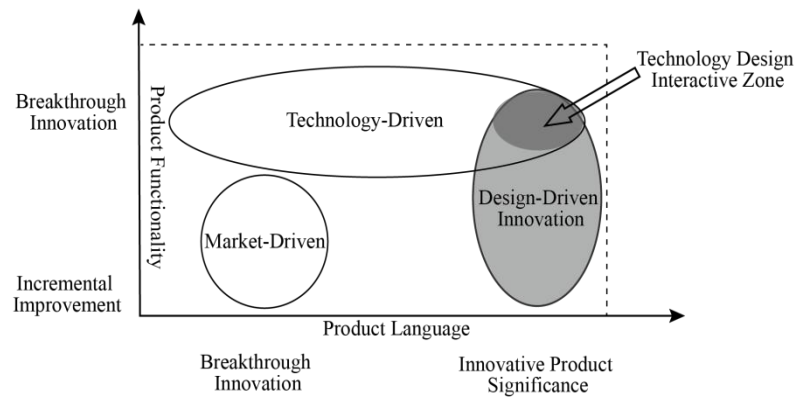 Technology Design
Interactive Zone
Breakthrough
Innovation
Product Functionality
Technology-Driven
Design-Driven
Innovation
Market-Driven
Incremental
Improvement
Product Language
Breakthrough
Innovation
Innovative Product
Significance